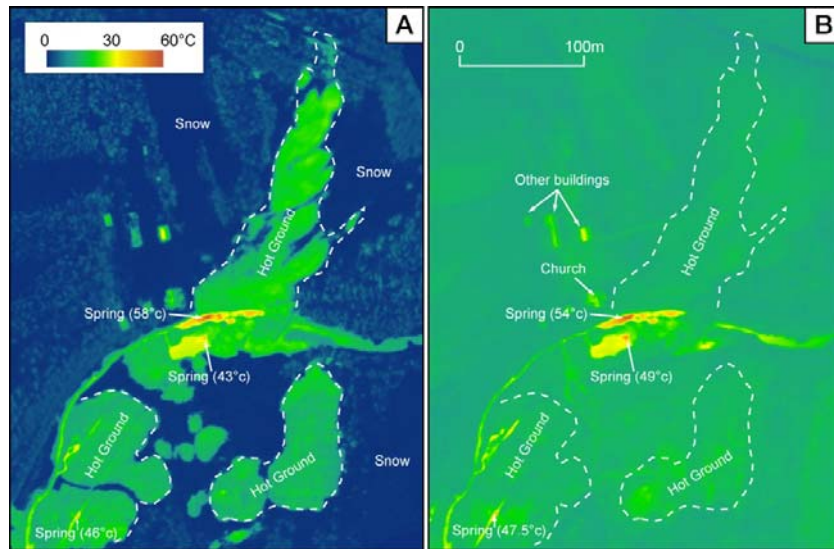 A
0 30 60°C
Snow
Snow
Hot Ground
Spring (58°c)
Spring (43°c)
Hot Ground
Hot Ground
Snow
Spring (46°c)
B
0 100m
Other buildings
Hot Ground
Church
Spring (54°c)
Spring (49°c)
Hot Ground
Hot Ground
Spring (47.5°c)